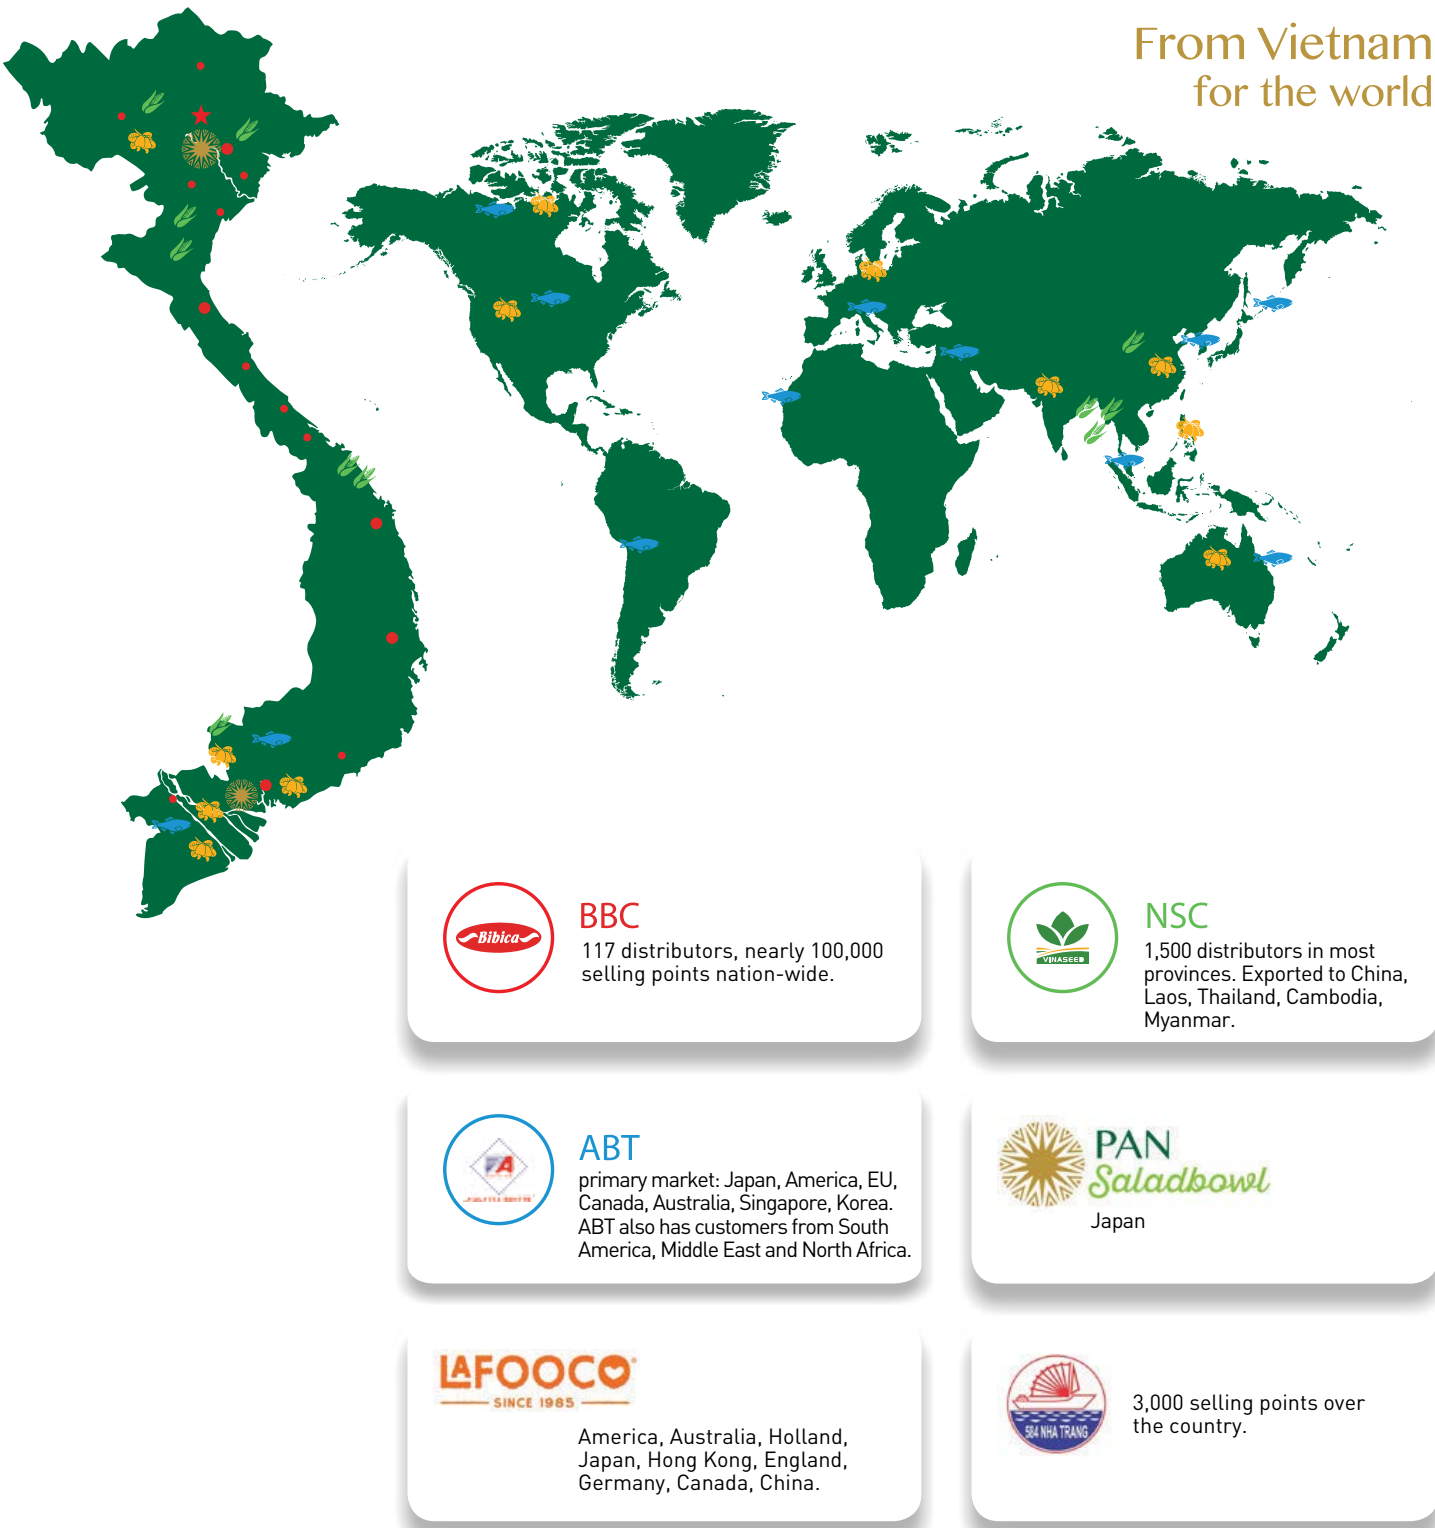 From Vietnam
for the world
Bibica
BBC
117 distributors, nearly 100,000
selling points nation-wide.
VINASEED
NSC
1,500 distributors in most
provinces. Exported to China,
Laos, Thailand, Cambodia,
Myanmar.
ABT
primary market: Japan, America, EU,
Canada, Australia, Singapore, Korea.
ABT also has customers from South
America, Middle East and North Africa.
PAN
Saladbowl
Japan
LAFOOCO
SINCE 1985
America, Australia, Holland,
Japan, Hong Kong, England,
Germany, Canada, China.
584 NHA TRANG
3,000 selling points over
the country.